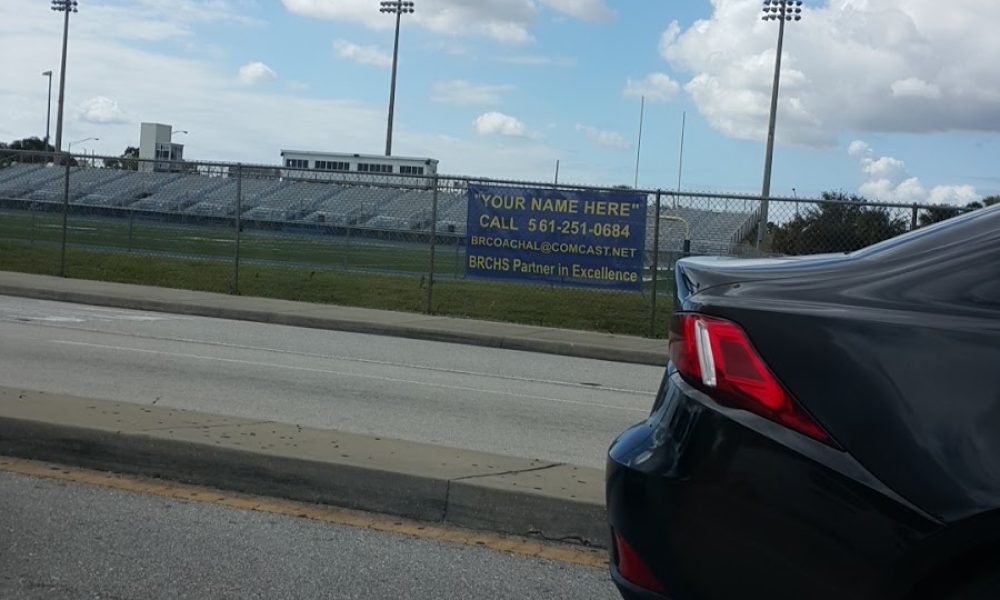 "YOUR NAME HERE"
CALL 561-251-0684
BRCOACHAL@COMCAST.NET
BRCHS Partner in Excellence